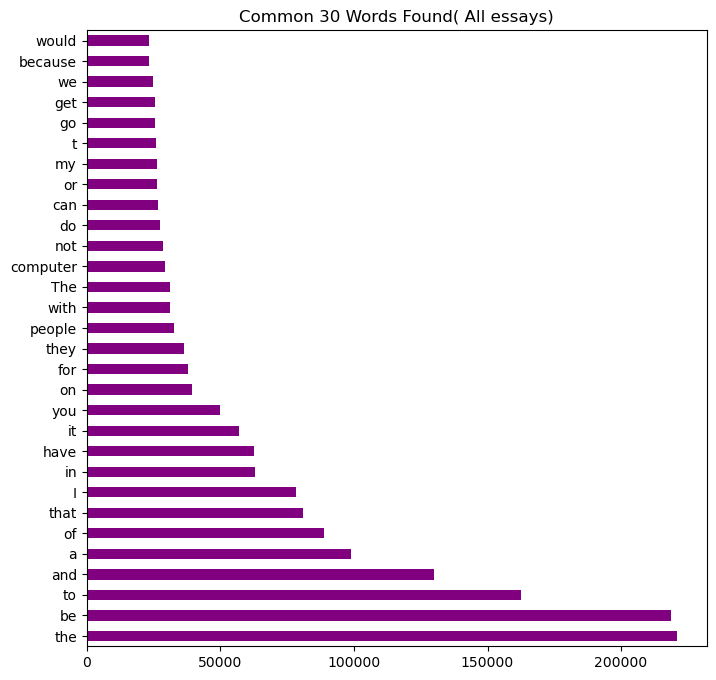 Common 30 Words Found( All essays)
would
because
we
get
go
t
my
or
can
do
not
computer
The
with
people
they
for
on
you
it
have
in
I
that
of
a
and
to
be
the
0 50000 100000 150000 200000